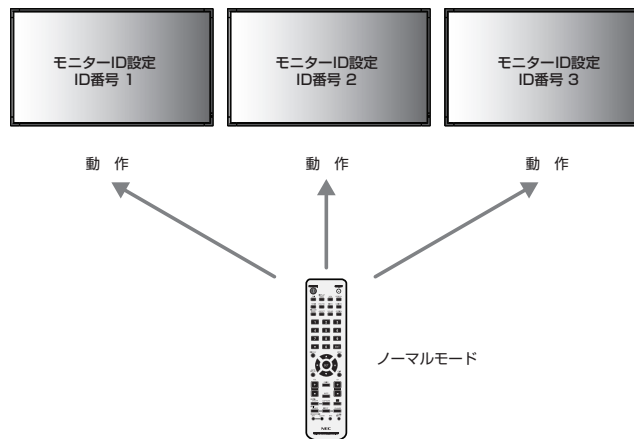 モニターID設定
ID番号 1
モニターID設定
ID番号 2
モニターID設定
ID番号 3
動 作
動 作
動 作
ノーマルモード
NEC